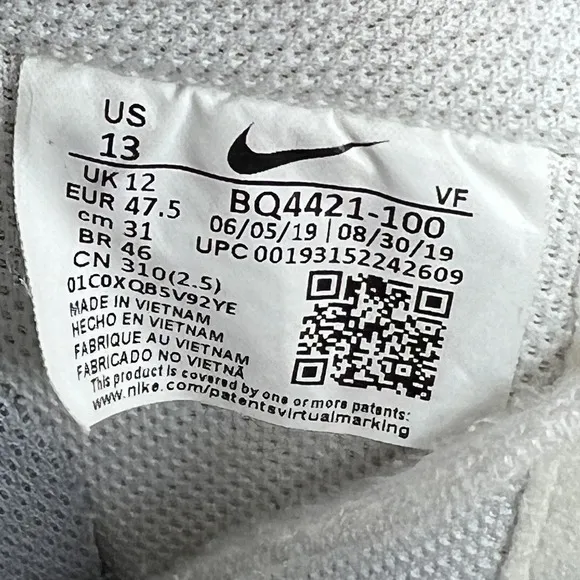 US
13
UK 12
EUR 47.5
cm 31
BR 46
CN 310(2.5)
VF
BQ4421-100
06/05/19 | 08/30/19
UPC 00193152242609
01C0XQB5V92YE
MADE IN VIETNAM
HECHO EN VIETNAM
FABRIQUE AU VIETNAM
FABRICADO NO VIETNÃ
This product is covered by one or more patents:
www.nike.com/patentsvirtualmarking